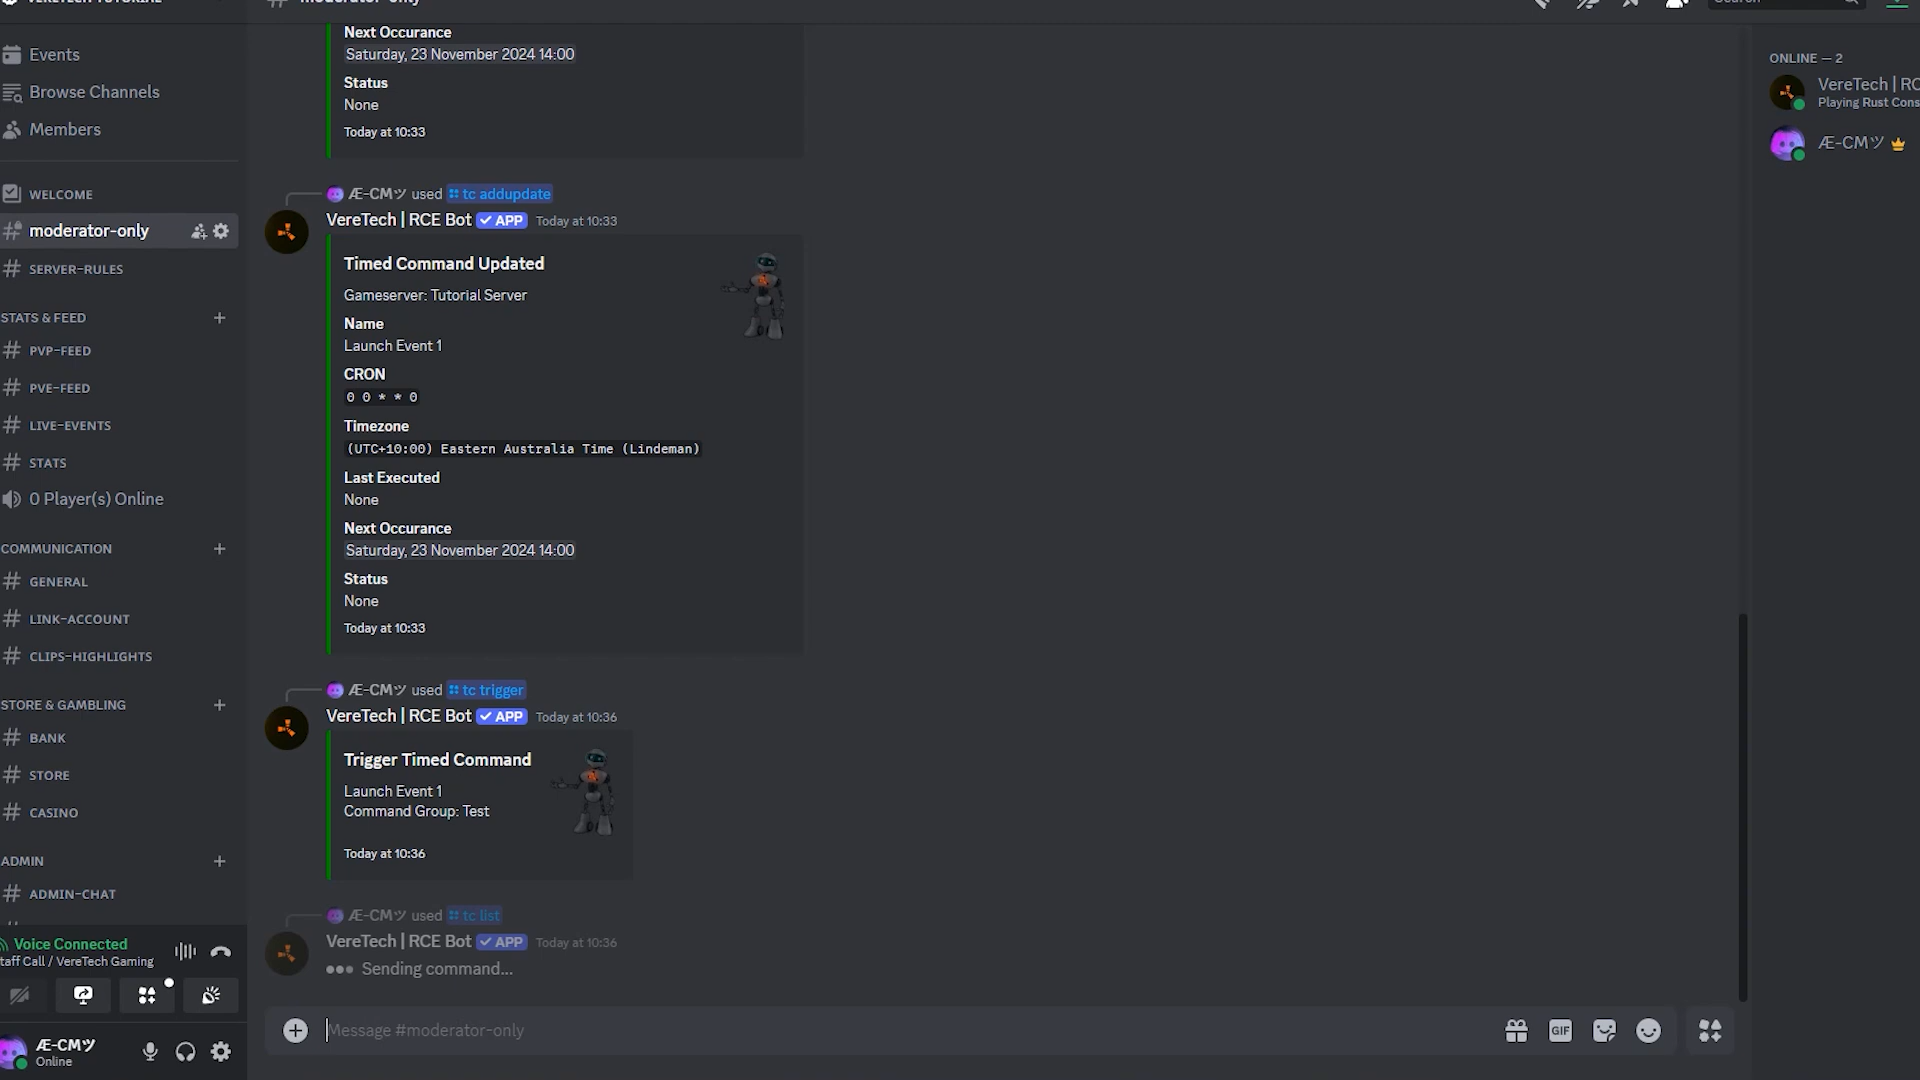 VERETECH TUTORIAL
Events
Browse Channels
Members
WELCOME
moderator-only
SERVER-RULES
STATS & FEED
PVP-FEED
PVE-FEED
LIVE-EVENTS
STATS
0 Player(s) Online
COMMUNICATION
GENERAL
LINK-ACCOUNT
CLIPS-HIGHLIGHTS
STORE & GAMBLING
BANK
STORE
CASINO
ADMIN
ADMIN-CHAT
Voice Connected
taff Call / VereTech Gaming
Æ-CMツ
Online
moderator-only
Search
Next Occurance
Saturday, 23 November 2024 14:00
Status
None
Today at 10:33
Æ-CMツ used tc addupdate
VereTech | RCE Bot APP Today at 10:33
Timed Command Updated
Gameserver: Tutorial Server
Name
Launch Event 1
CRON
0 0 * * 0
Timezone
(UTC+10:00) Eastern Australia Time (Lindeman)
Last Executed
None
Next Occurance
Saturday, 23 November 2024 14:00
Status
None
Today at 10:33
Æ-CMツ used tc trigger
VereTech | RCE Bot APP Today at 10:36
Trigger Timed Command
Launch Event 1
Command Group: Test
Today at 10:36
Æ-CMツ used tc list
VereTech | RCE Bot APP Today at 10:36
Sending command...
Message #moderator-only
GIF
ONLINE — 2
VereTech | RC
Playing Rust Cons
Æ-CMツ